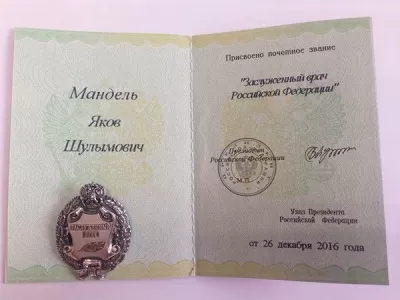 Мандель
Яков
Шулымович
Присвоено почетное звание
"Заслуженный врач
Российской Федерации"
Президент
Российской Федерации
М.П.
Указ Президента
Российской Федерации
от 26 декабря 2016 года